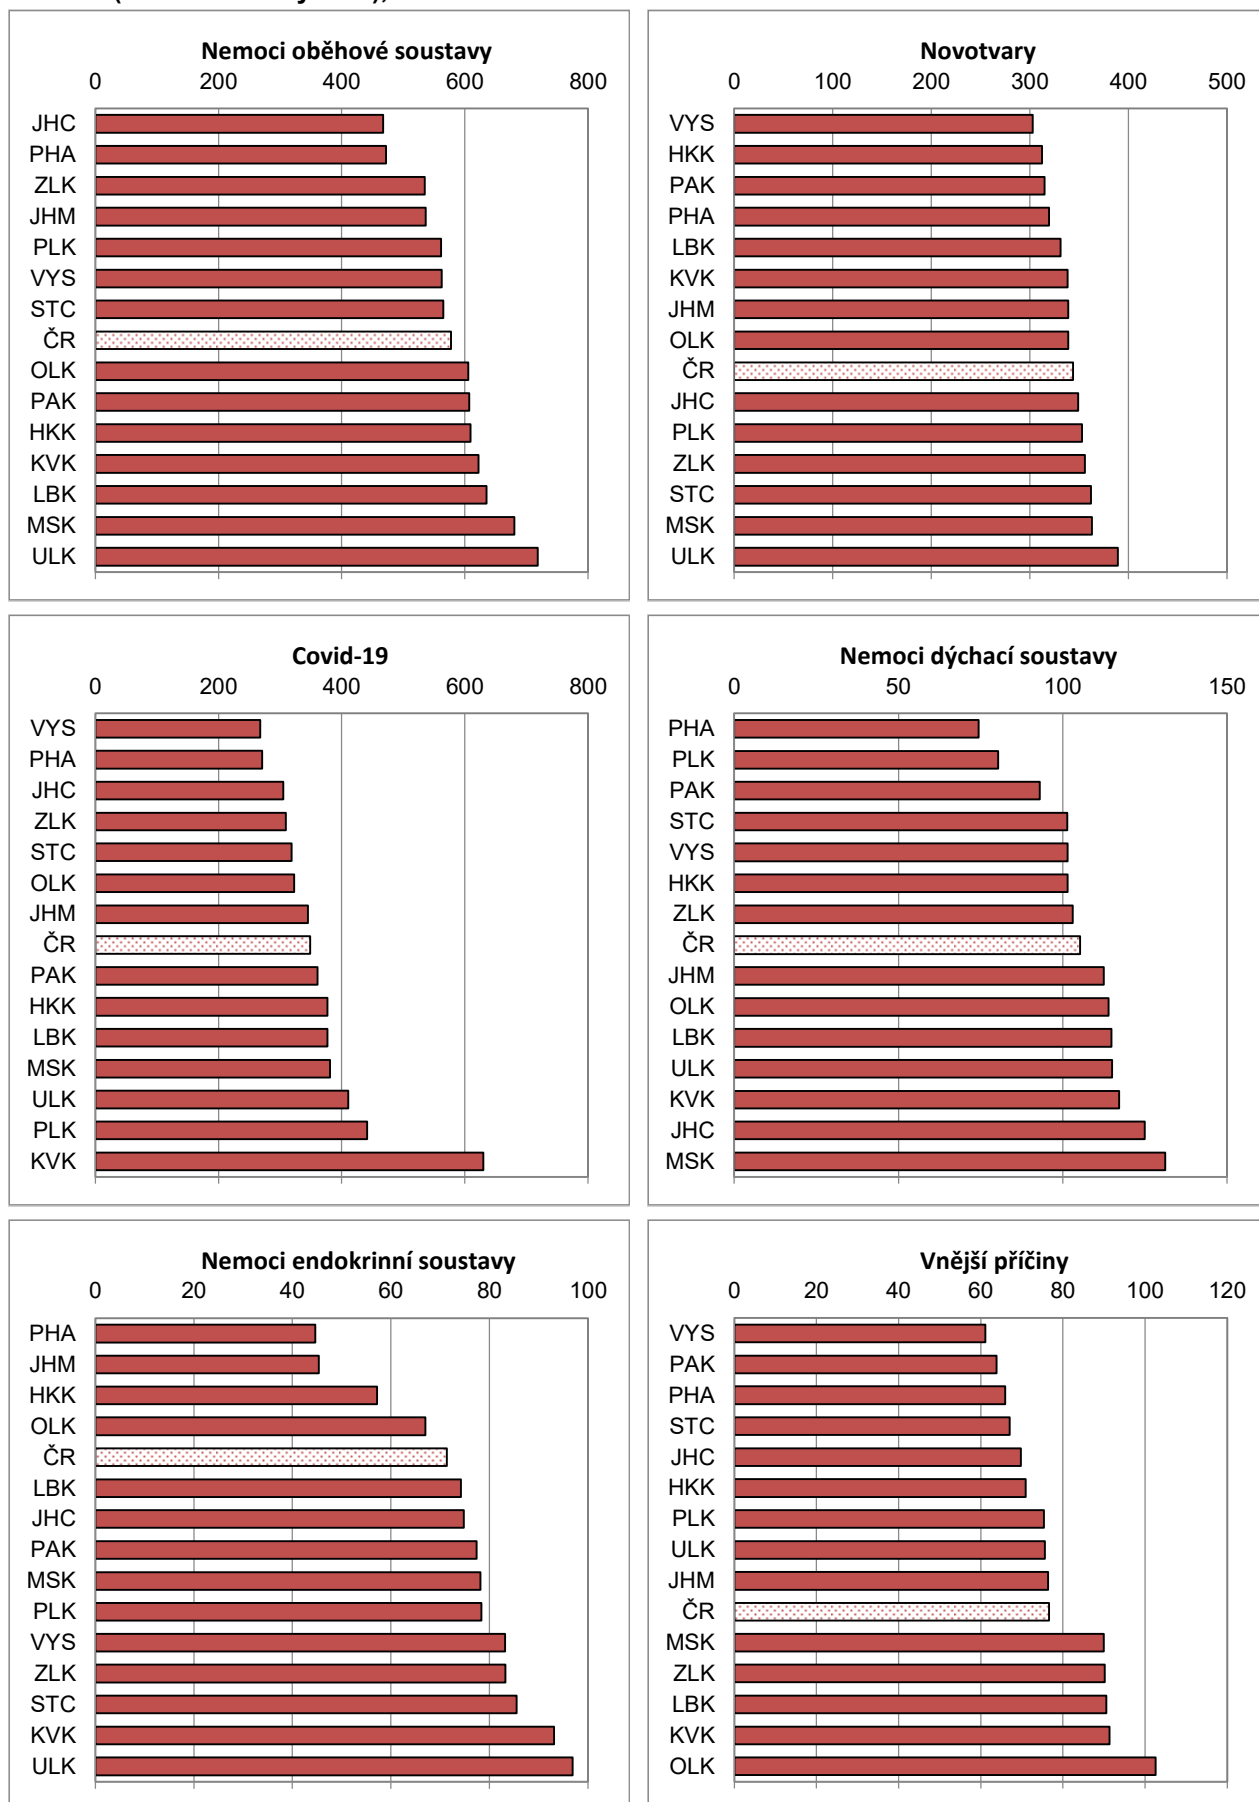 Nemoci oběhové soustavy
0 200 400 600 800
JHC
PHA
ZLK
JHM
PLK
VYS
STC
ČR
OLK
PAK
HKK
KVK
LBK
MSK
ULK
Novotvary
0 100 200 300 400 500
VYS
HKK
PAK
PHA
LBK
KVK
JHM
OLK
ČR
JHC
PLK
ZLK
STC
MSK
ULK
Covid-19
0 200 400 600 800
VYS
PHA
JHC
ZLK
STC
OLK
JHM
ČR
PAK
HKK
LBK
MSK
ULK
PLK
KVK
Nemoci dýchací soustavy
0 50 100 150
PHA
PLK
PAK
STC
VYS
HKK
ZLK
ČR
JHM
OLK
LBK
ULK
KVK
JHC
MSK
Nemoci endokrinní soustavy
0 20 40 60 80 100
PHA
JHM
HKK
OLK
ČR
LBK
JHC
PAK
MSK
PLK
VYS
ZLK
STC
KVK
ULK
Vnější příčiny
0 20 40 60 80 100 120
VYS
PAK
PHA
STC
JHC
HKK
PLK
ULK
JHM
ČR
MSK
ZLK
LBK
KVK
OLK